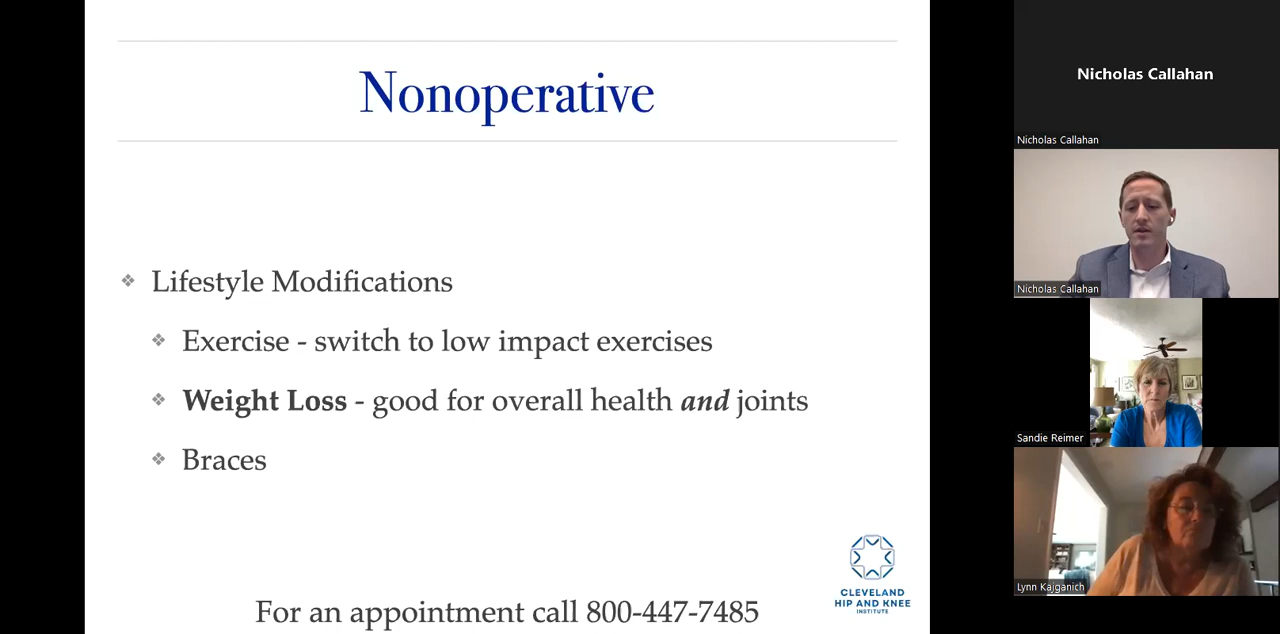 Nonoperative
❖ Lifestyle Modifications
❖ Exercise - switch to low impact exercises
❖ Weight Loss - good for overall health and joints
❖ Braces
For an appointment call 800-447-7485
CLEVELAND
HIP AND KNEE
INSTITUTE
Nicholas Callahan
Nicholas Callahan
Nicholas Callahan
Sandie Reimer
Lynn Kajganich